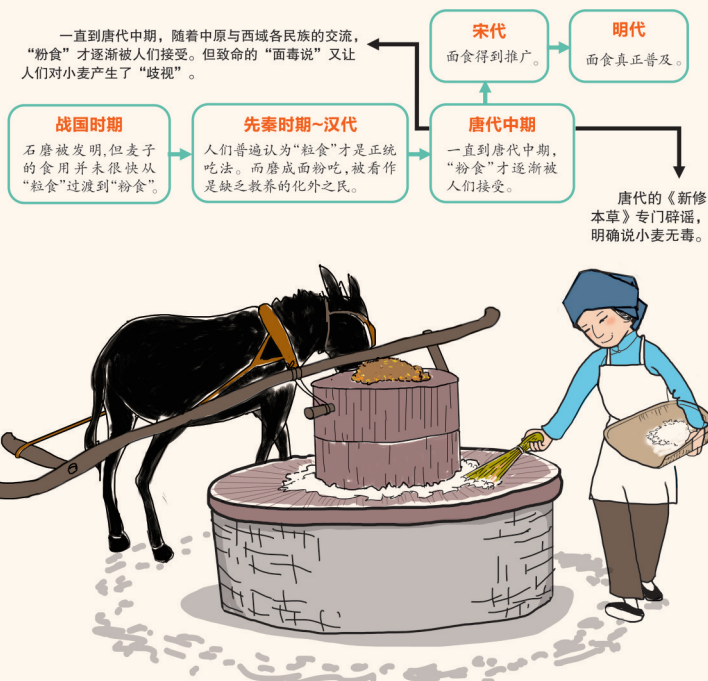 一直到唐代中期，随着中原与西域各民族的交流，
“粉食”才逐渐被人们接受。但致命的“面毒说”又让
人们对小麦产生了“歧视”。
宋代
面食得到推广。
明代
面食真正普及。
战国时期
石磨被发明,但麦子
的食用并未很快从
“粒食”过渡到“粉食”。
先秦时期~汉代
人们普遍认为“粒食”才是正统
吃法。而磨成面粉吃,被看作
是缺乏教养的化外之民。
唐代中期
一直到唐代中期，
“粉食”才逐渐被
人们接受。
唐代的《新修
本草》专门辟谣，
明确说小麦无毒。